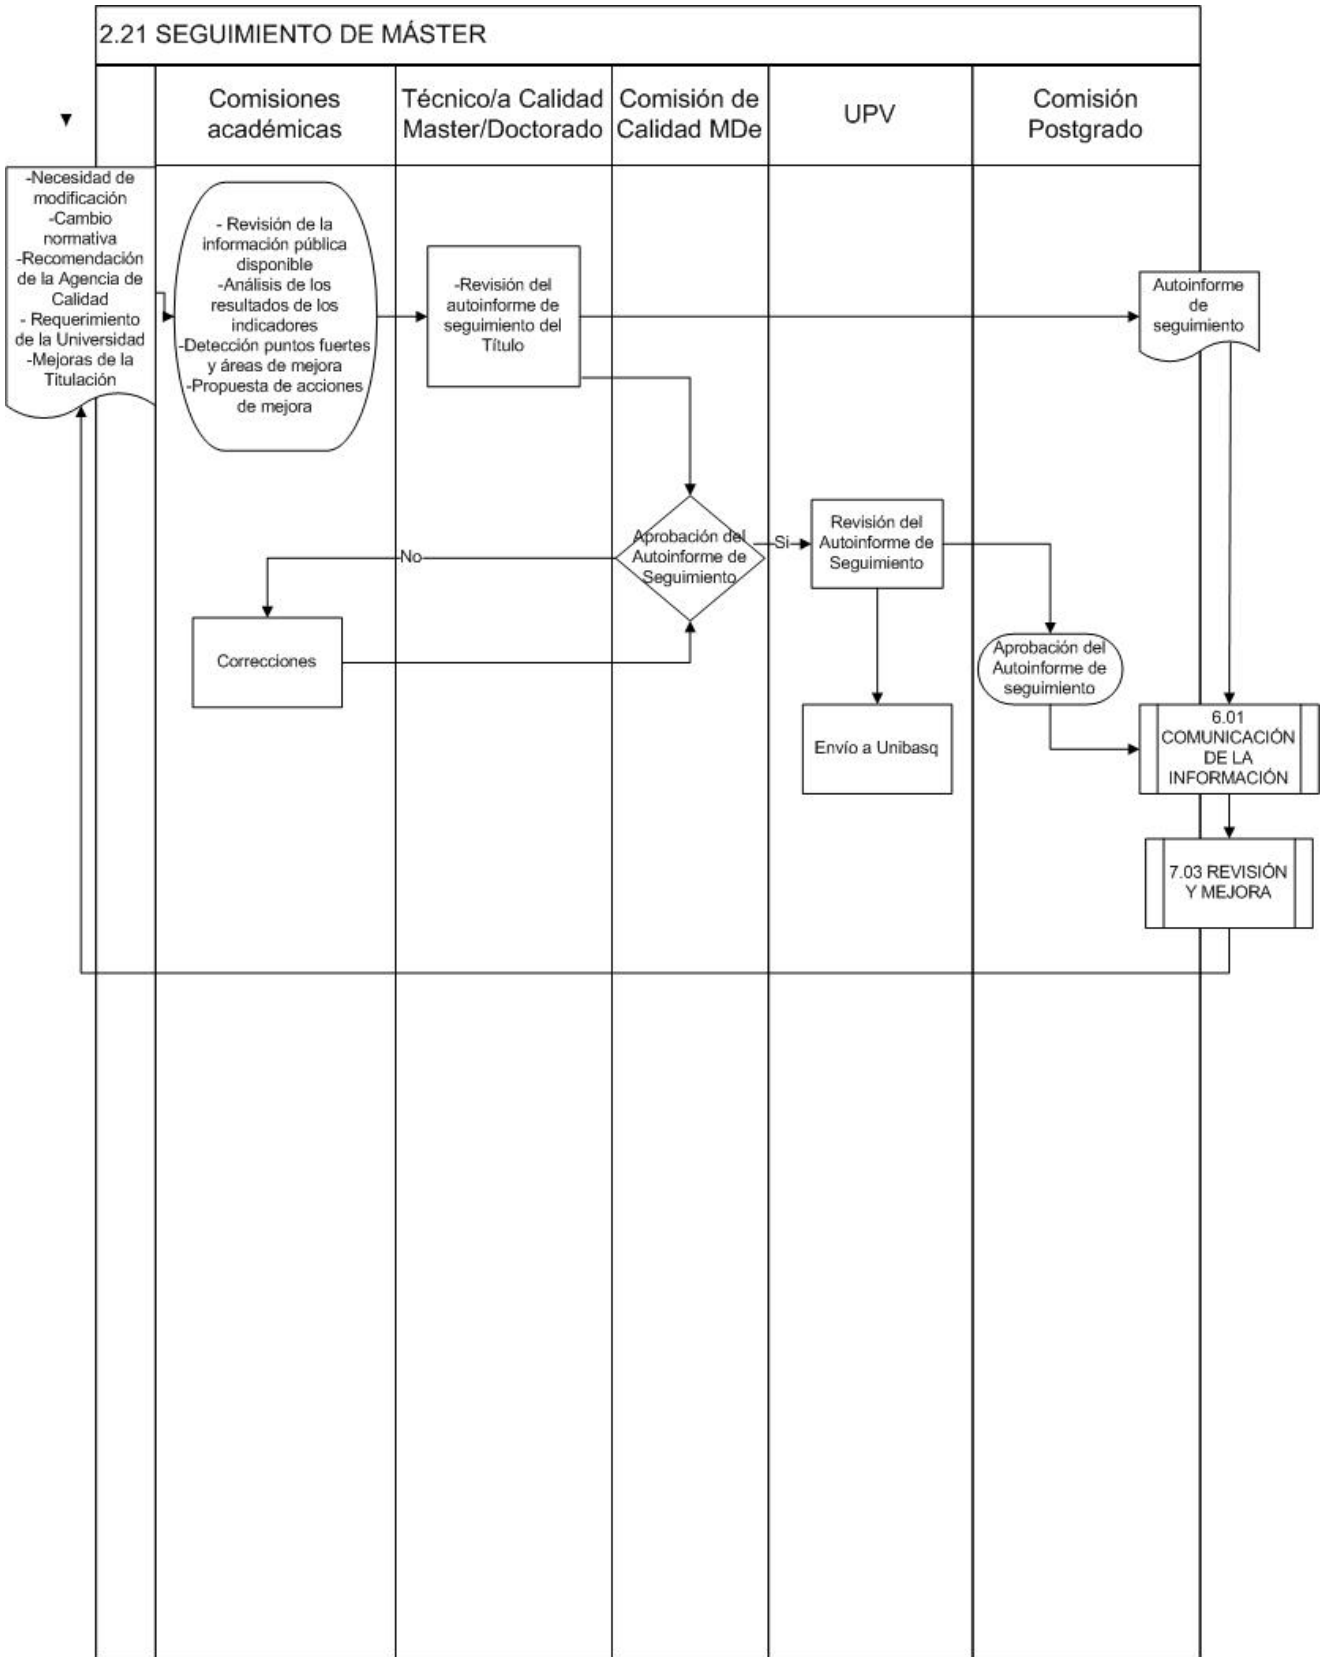 2.21 SEGUIMIENTO DE MÁSTER
Comisiones
académicas
Técnico/a Calidad
Master/Doctorado
Comisión de
Calidad MDe
UPV
Comisión
Postgrado
-Necesidad de
modificación
-Cambio
normativa
-Recomendación
de la Agencia de
Calidad
- Requerimiento
de la Universidad
-Mejoras de la
Titulación
- Revisión de la
información pública
disponible
-Análisis de los
resultados de los
indicadores
-Detección puntos fuertes
y áreas de mejora
-Propuesta de acciones
de mejora
-Revisión del
autoinforme de
seguimiento del
Título
Autoinforme
de
seguimiento
Aprobación del
Autoinforme de
Seguimiento
No
Si
Revisión del
Autoinforme de
Seguimiento
Correcciones
Aprobación del
Autoinforme de
seguimiento
Envío a Unibasq
6.01
COMUNICACIÓN
DE LA
INFORMACIÓN
7.03 REVISIÓN
Y MEJORA